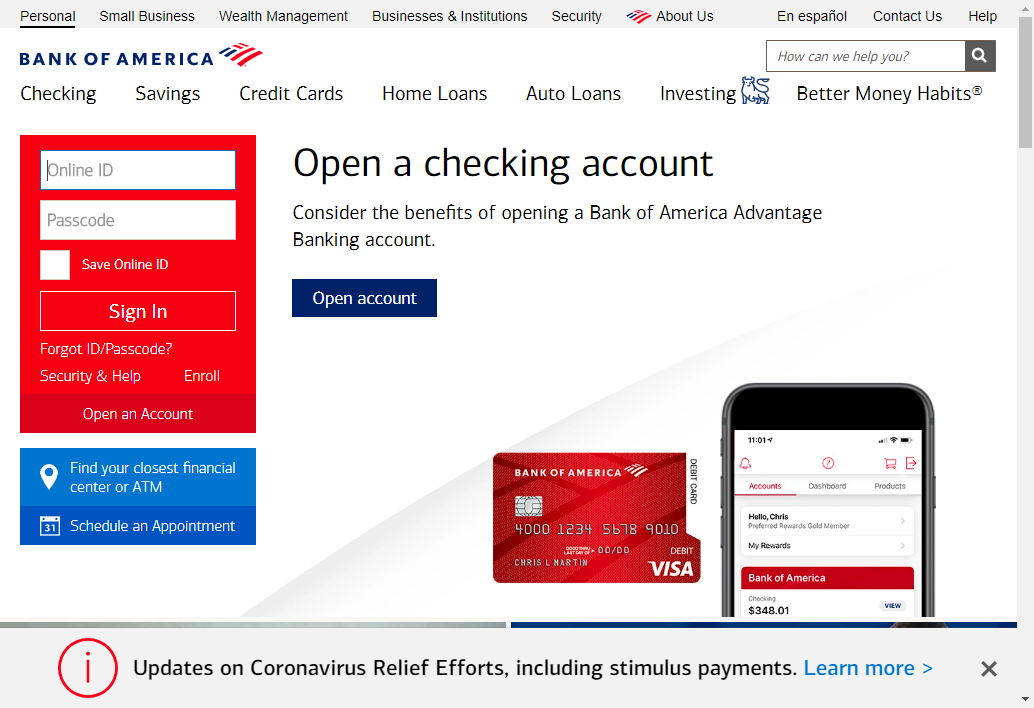 Personal Small Business Wealth Management Businesses & Institutions Security About Us En español Contact Us Help
BANK OF AMERICA
How can we help you?
Checking Savings Credit Cards Home Loans Auto Loans Investing Better Money Habits®
Online ID
Passcode
Save Online ID
Sign In
Forgot ID/Passcode?
Security & Help Enroll
Open an Account
Find your closest financial
center or ATM
31 Schedule an Appointment
Open a checking account
Consider the benefits of opening a Bank of America Advantage
Banking account.
Open account
BANK OF AMERICA
DEBIT CARD
4000 1234 5678 9010
GOOD THRU
LAST DAY OF 00/00
DEBIT
CHRIS L MARTIN
VISA
11:01
Accounts Dashboard Products
Hello, Chris
Preferred Rewards Gold Member
My Rewards
Bank of America
Checking
$348.01
VIEW
Updates on Coronavirus Relief Efforts, including stimulus payments. Learn more >